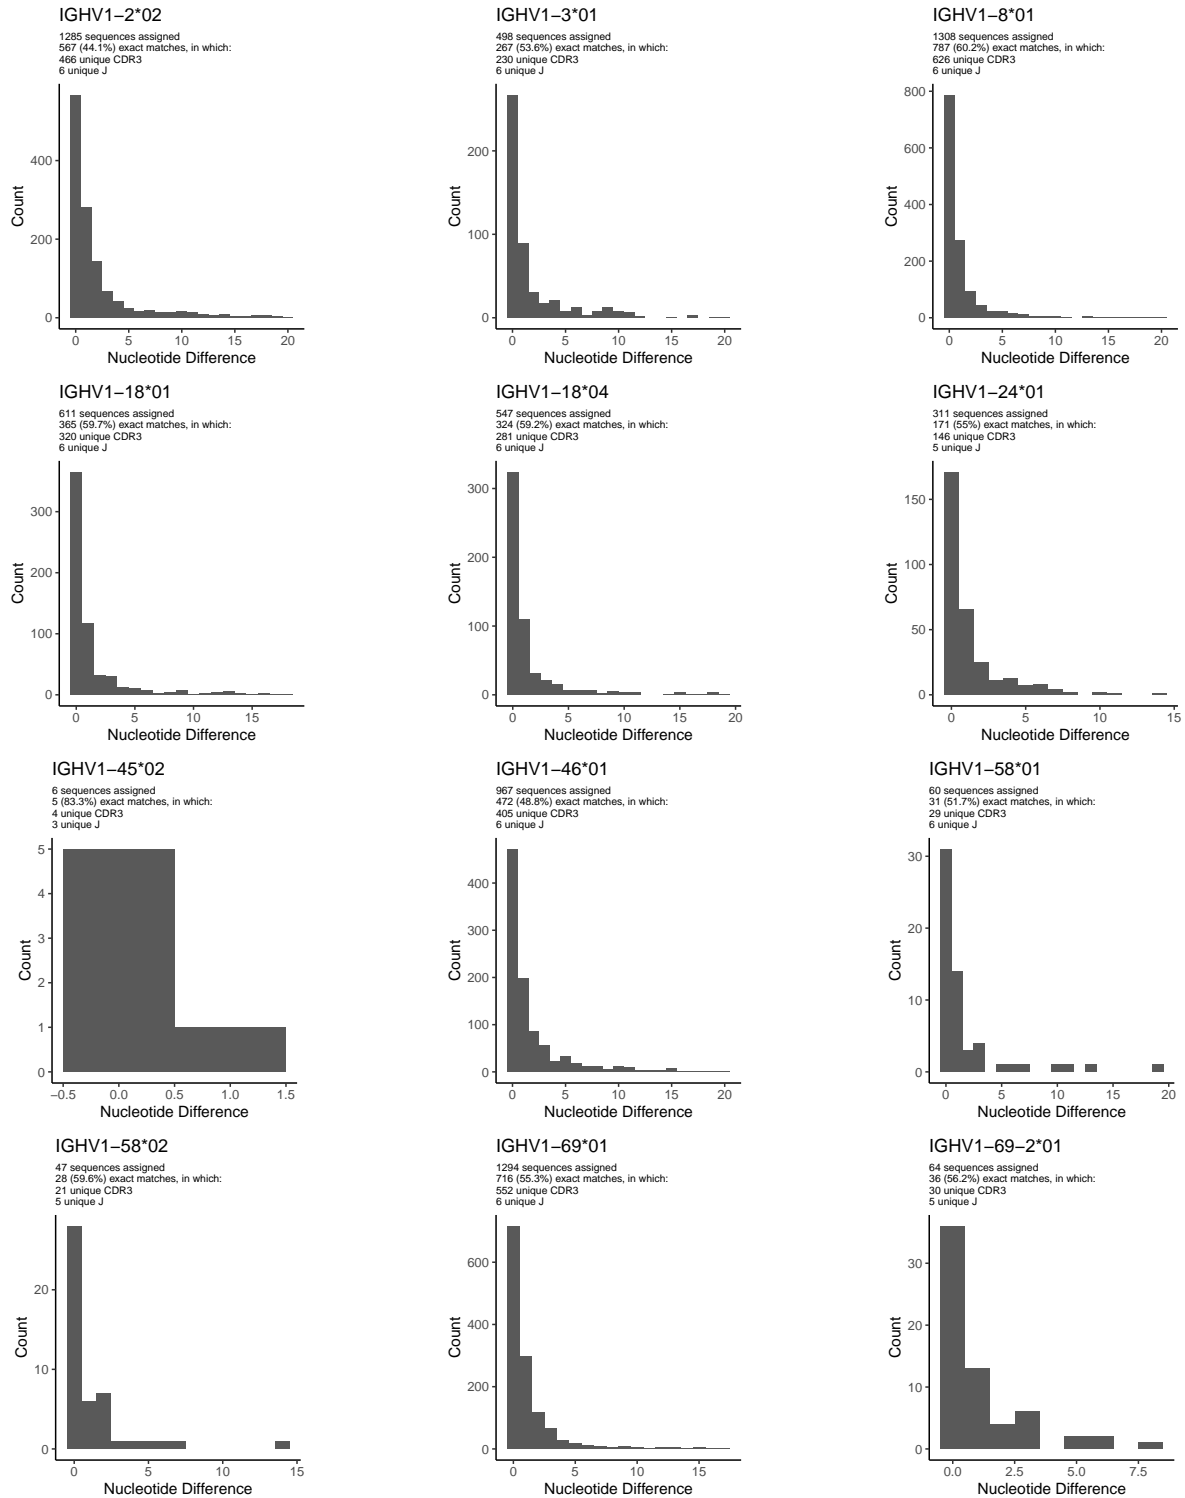 IGHV1−2*02
1285 sequences assigned
567 (44.1%) exact matches, in which:
466 unique CDR3
6 unique J
400
200
0
Count
0 5 10 15 20
Nucleotide Difference
IGHV1−3*01
498 sequences assigned
267 (53.6%) exact matches, in which:
230 unique CDR3
6 unique J
200
100
0
Count
0 5 10 15 20
Nucleotide Difference
IGHV1−8*01
1308 sequences assigned
787 (60.2%) exact matches, in which:
626 unique CDR3
6 unique J
800
600
400
200
0
Count
0 5 10 15 20
Nucleotide Difference
IGHV1−18*01
611 sequences assigned
365 (59.7%) exact matches, in which:
320 unique CDR3
6 unique J
300
200
100
0
Count
0 5 10 15
Nucleotide Difference
IGHV1−18*04
547 sequences assigned
324 (59.2%) exact matches, in which:
281 unique CDR3
6 unique J
300
200
100
0
Count
0 5 10 15 20
Nucleotide Difference
IGHV1−24*01
311 sequences assigned
171 (55%) exact matches, in which:
146 unique CDR3
5 unique J
150
100
50
0
Count
0 5 10 15
Nucleotide Difference
IGHV1−45*02
6 sequences assigned
5 (83.3%) exact matches, in which:
4 unique CDR3
3 unique J
5
4
3
2
1
0
Count
−0.5 0.0 0.5 1.0 1.5
Nucleotide Difference
IGHV1−46*01
967 sequences assigned
472 (48.8%) exact matches, in which:
405 unique CDR3
6 unique J
400
300
200
100
0
Count
0 5 10 15 20
Nucleotide Difference
IGHV1−58*01
60 sequences assigned
31 (51.7%) exact matches, in which:
29 unique CDR3
6 unique J
30
20
10
0
Count
0 5 10 15 20
Nucleotide Difference
IGHV1−58*02
47 sequences assigned
28 (59.6%) exact matches, in which:
21 unique CDR3
5 unique J
20
10
0
Count
0 5 10 15
Nucleotide Difference
IGHV1−69*01
1294 sequences assigned
716 (55.3%) exact matches, in which:
552 unique CDR3
6 unique J
600
400
200
0
Count
0 5 10 15
Nucleotide Difference
IGHV1−69−2*01
64 sequences assigned
36 (56.2%) exact matches, in which:
30 unique CDR3
5 unique J
30
20
10
0
Count
0.0 2.5 5.0 7.5
Nucleotide Difference